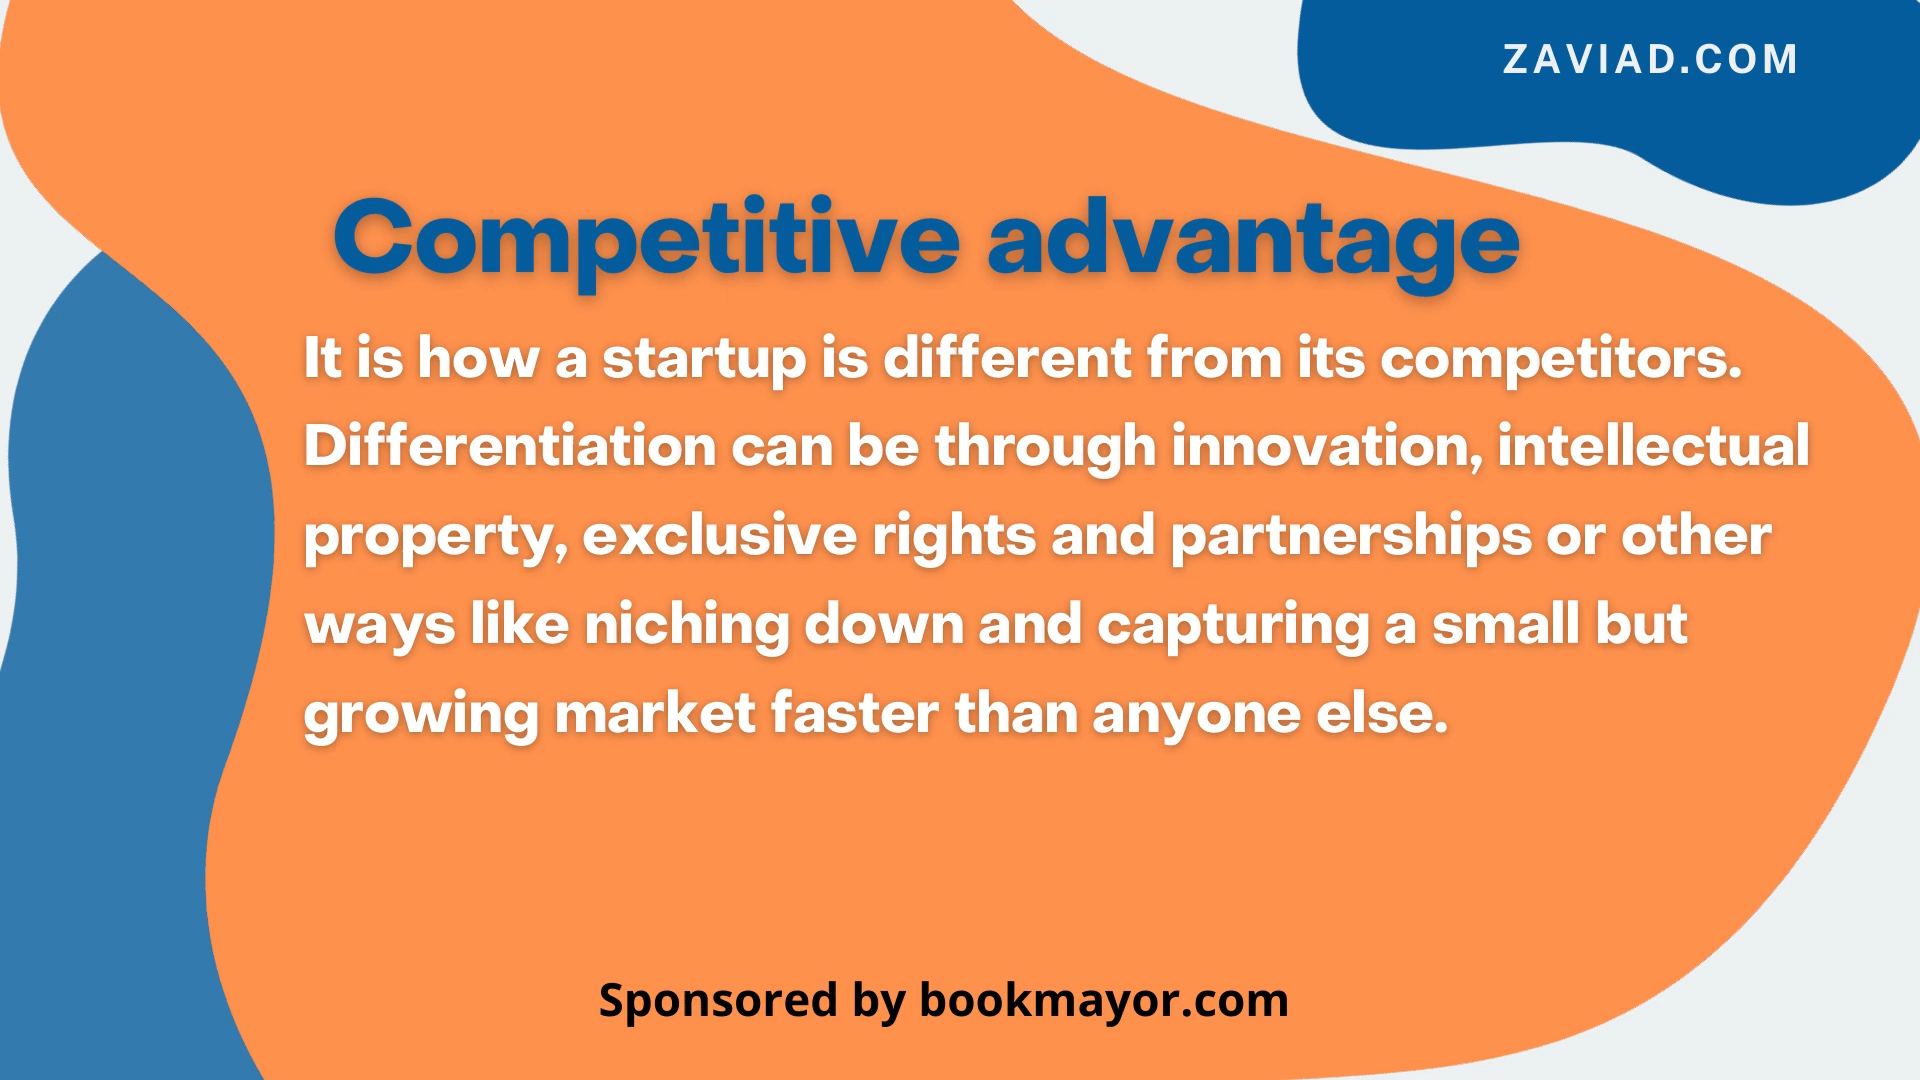 ZAVIAD.COM
Competitive advantage
It is how a startup is different from its competitors.
Differentiation can be through innovation, intellectual
property, exclusive rights and partnerships or other
ways like niching down and capturing a small but
growing market faster than anyone else.
Sponsored by bookmayor.com